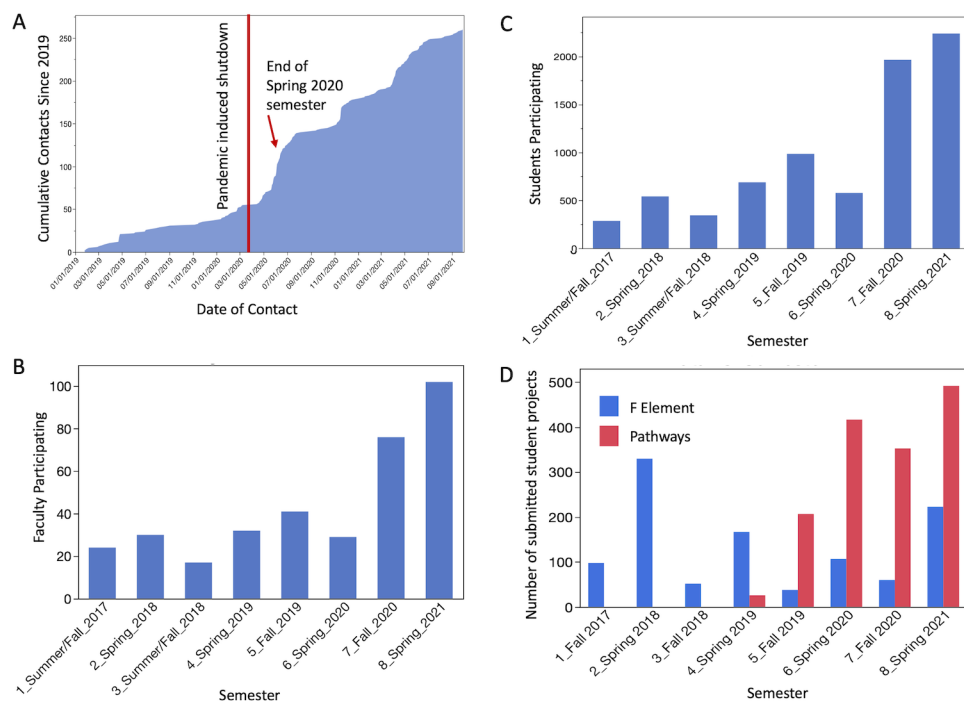 A
Cumulative Contacts Since 2019
250
200
150
100
50
0
Pandemic induced shutdown
End of
Spring 2020
semester
01/01/2019
03/01/2019
05/01/2019
07/01/2019
09/01/2019
11/01/2019
01/01/2020
03/01/2020
05/01/2020
07/01/2020
09/01/2020
11/01/2020
01/01/2021
03/01/2021
05/01/2021
07/01/2021
09/01/2021
Date of Contact
C
Students Participating
2000
1500
1000
500
0
1_Summer/Fall_2017
2_Spring_2018
3_Summer/Fall_2018
4_Spring_2019
5_Fall_2019
6_Spring_2020
7_Fall_2020
8_Spring_2021
Semester
B
Faculty Participating
100
80
60
40
20
0
1_Summer/Fall_2017
2_Spring_2018
3_Summer/Fall_2018
4_Spring_2019
5_Fall_2019
6_Spring_2020
7_Fall_2020
8_Spring_2021
Semester
D
Number of submitted student projects
500
400
300
200
100
0
F Element
Pathways
1_Fall 2017
2_Spring 2018
3_Fall 2018
4_Spring 2019
5_Fall 2019
6_Spring 2020
7_Fall 2020
8_Spring 2021
Semester